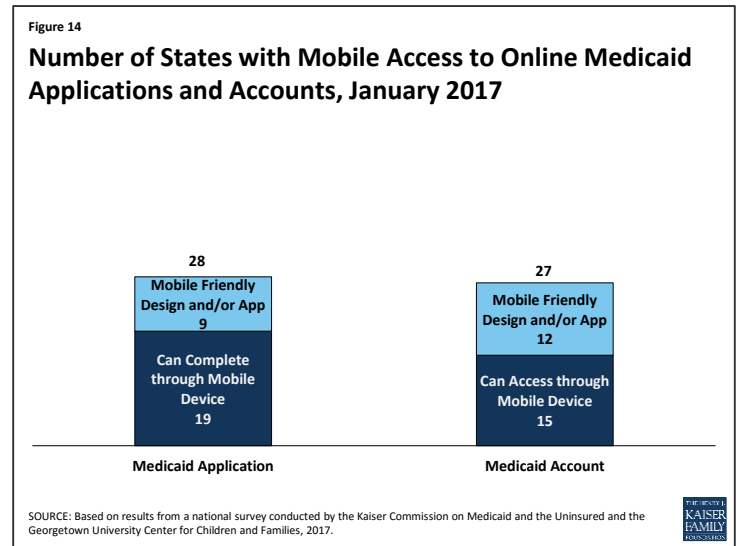 Figure 14
Number of States with Mobile Access to Online Medicaid
Applications and Accounts, January 2017
28
Mobile Friendly
Design and/or App
9
Can Complete
through Mobile
Device
19
Medicaid Application
27
Mobile Friendly
Design and/or App
12
Can Access through
Mobile Device
15
Medicaid Account
SOURCE: Based on results from a national survey conducted by the Kaiser Commission on Medicaid and the Uninsured and the
Georgetown University Center for Children and Families, 2017.
THE HENRY J.
KAISER
FAMILY
FOUNDATION